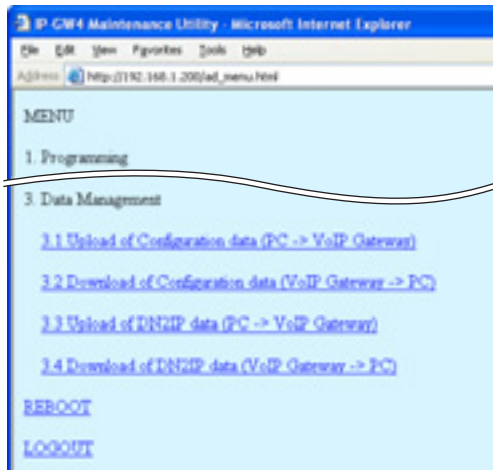 IP-GW4 Maintenance Utility - Microsoft Internet Explorer
File Edit View Favorites Tools Help
Address http://192.168.1.200/ad_menu.html
MENU
1. Programming
3. Data Management
3.1 Upload of Configuration data (PC -> VoIP Gateway)
3.2 Download of Configuration data (VoIP Gateway -> PC)
3.3 Upload of DN2IP data (PC -> VoIP Gateway)
3.4 Download of DN2IP data (VoIP Gateway -> PC)
REBOOT
LOGOUT